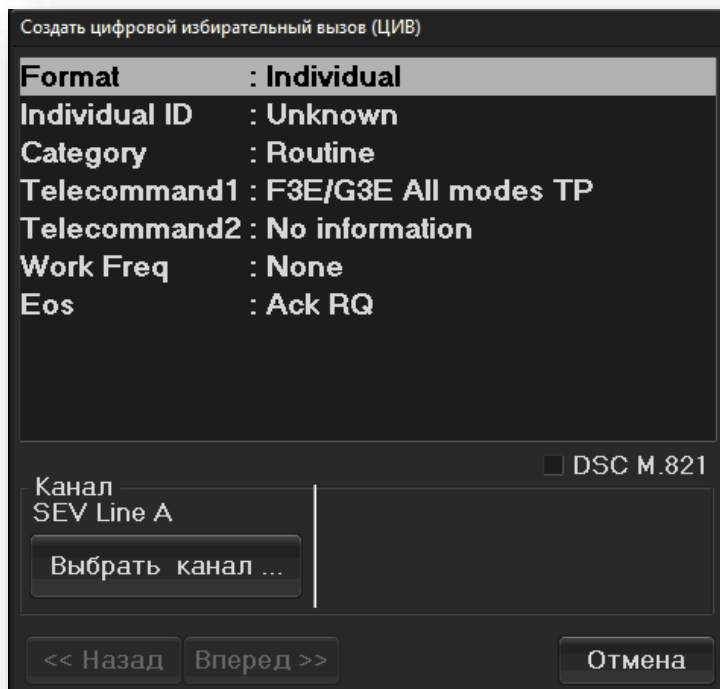 Создать цифровой избирательный вызов (ЦИВ)
Format : Individual
Individual ID : Unknown
Category : Routine
Telecommand1 : F3E/G3E All modes TP
Telecommand2 : No information
Work Freq : None
Eos : Ack RQ
DSC M.821
Канал
SEV Line A
Выбрать канал ...
<< Назад Вперед >> Отмена